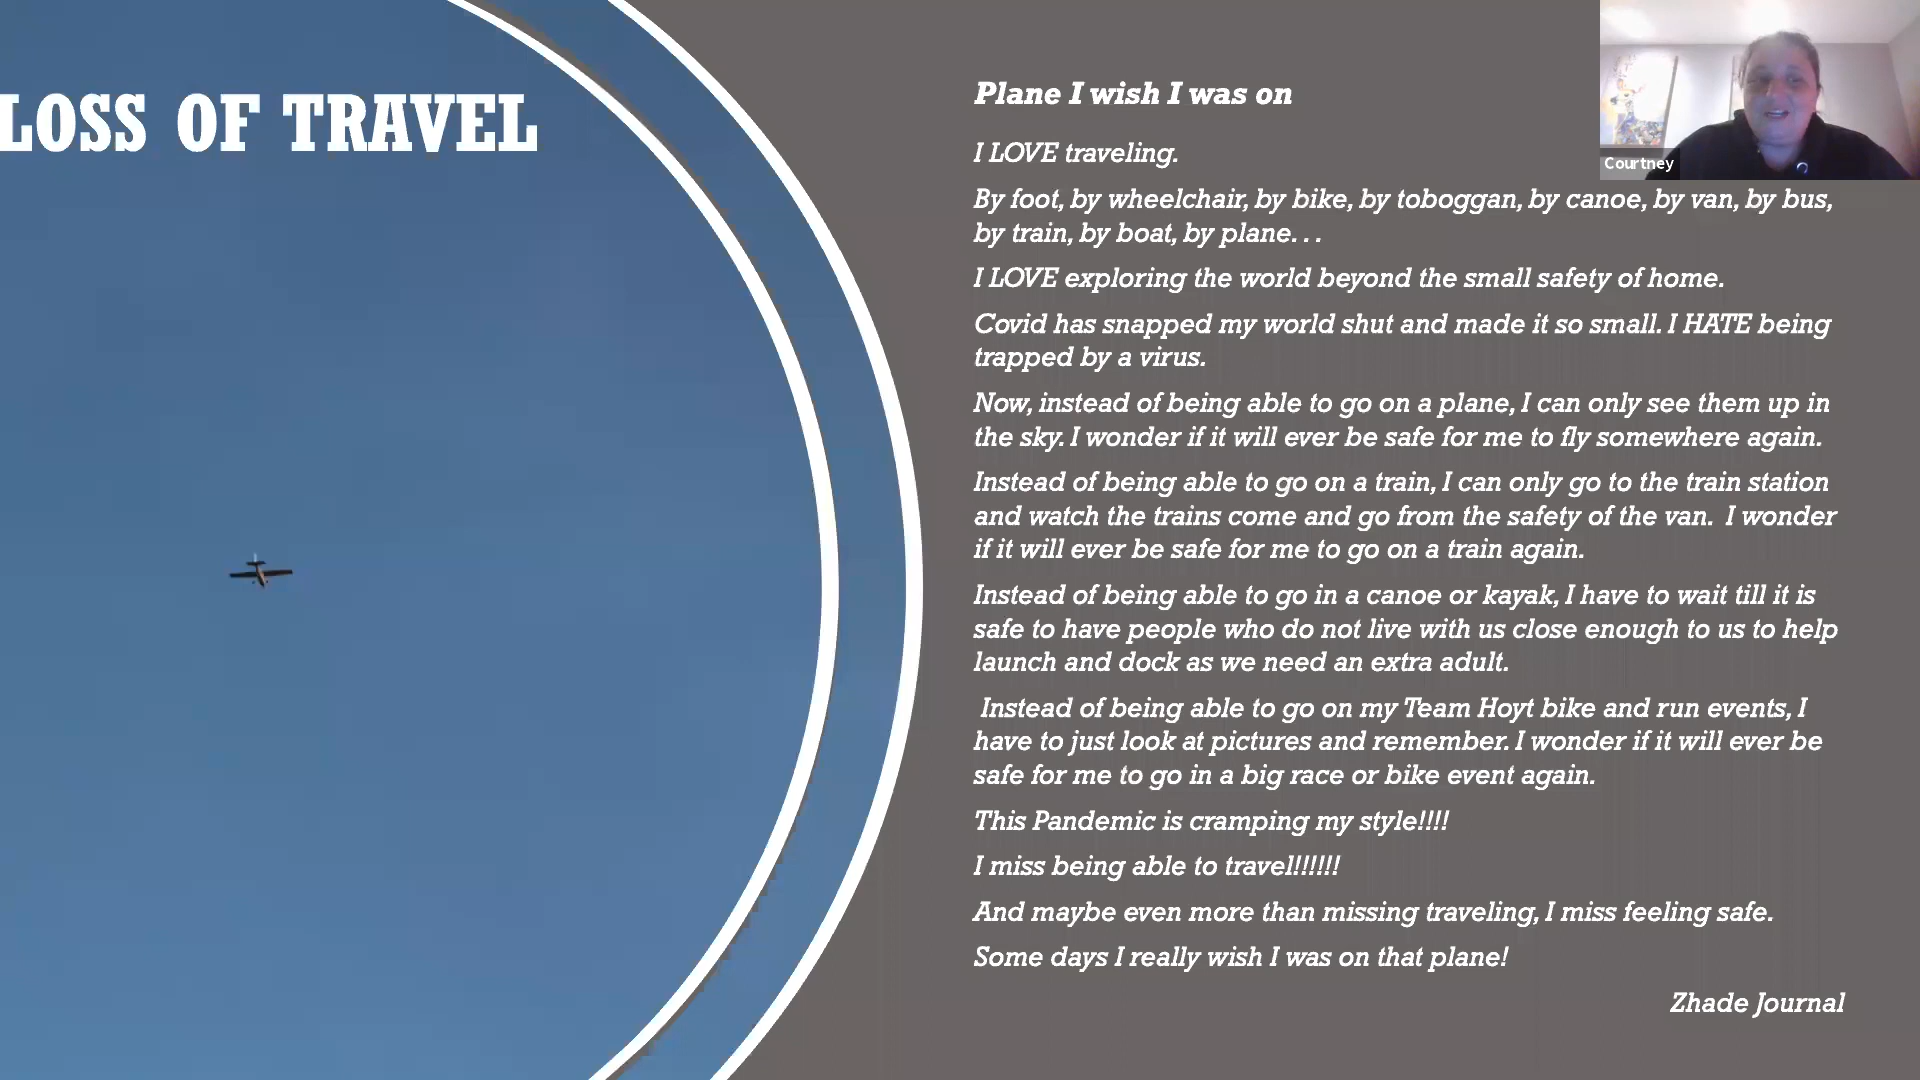 LOSS OF TRAVEL
Plane I wish I was on
I LOVE traveling.
By foot, by wheelchair, by bike, by toboggan, by canoe, by van, by bus,
by train, by boat, by plane. . .
I LOVE exploring the world beyond the small safety of home.
Covid has snapped my world shut and made it so small. I HATE being
trapped by a virus.
Now, instead of being able to go on a plane, I can only see them up in
the sky. I wonder if it will ever be safe for me to fly somewhere again.
Instead of being able to go on a train, I can only go to the train station
and watch the trains come and go from the safety of the van.  I wonder
if it will ever be safe for me to go on a train again.
Instead of being able to go in a canoe or kayak, I have to wait till it is
safe to have people who do not live with us close enough to us to help
launch and dock as we need an extra adult.
Instead of being able to go on my Team Hoyt bike and run events, I
have to just look at pictures and remember. I wonder if it will ever be
safe for me to go in a big race or bike event again.
This Pandemic is cramping my style!!!!
I miss being able to travel!!!!!!
And maybe even more than missing traveling, I miss feeling safe.
Some days I really wish I was on that plane!
Zhade Journal
Courtney